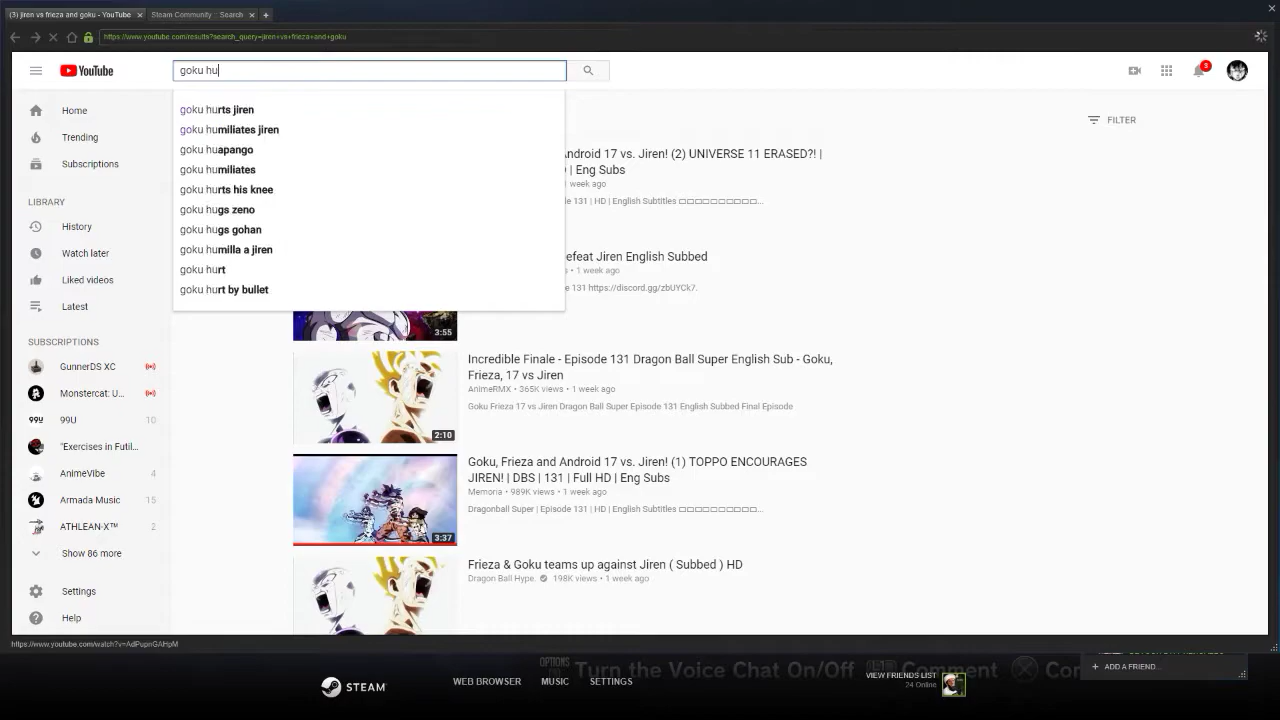 (3) jiren vs frieza and goku - YouTube × Steam Community :: Search × +
https://www.youtube.com/results?search_query=jiren+vs+frieza+and+goku
YouTube
goku hu
3
goku hurts jiren
goku humiliates jiren
goku huapango
goku humiliates
goku hurts his knee
goku hugs zeno
goku hugs gohan
goku humilla a jiren
goku hurt
goku hurt by bullet
Home
Trending
Subscriptions
LIBRARY
History
Watch later
Liked videos
Latest
SUBSCRIPTIONS
GunnerDS XC
Monstercat: U...
99U 99U 10
"Exercises in Futil...
AnimeVibe 4
Armada Music 15
ATHLEAN-X™ 2
Show 86 more
Settings
Help
FILTER
Android 17 vs. Jiren! (2) UNIVERSE 11 ERASED?! |
| Eng Subs
1 week ago
131 | HD | English Subtitles
efeat Jiren English Subbed
• 1 week ago
131 https://discord.gg/zbUYCk7.
3:55
Incredible Finale - Episode 131 Dragon Ball Super English Sub - Goku,
Frieza, 17 vs Jiren
AnimeRMX • 365K views • 1 week ago
Goku Frieza 17 vs Jiren Dragon Ball Super Episode 131 English Subbed Final Episode
2:10
Goku, Frieza and Android 17 vs. Jiren! (1) TOPPO ENCOURAGES
JIREN! | DBS | 131 | Full HD | Eng Subs
Memoria • 989K views • 1 week ago
Dragonball Super | Episode 131 | HD | English Subtitles
3:37
Frieza & Goku teams up against Jiren ( Subbed ) HD
Dragon Ball Hype. 198K views • 1 week ago
https://www.youtube.com/watch?v=AdPupnGAHpM
OPTIONS Turn the Voice Chat On/Off Comment Co
+ ADD A FRIEND...
STEAM
WEB BROWSER MUSIC SETTINGS
VIEW FRIENDS LIST
24 Online